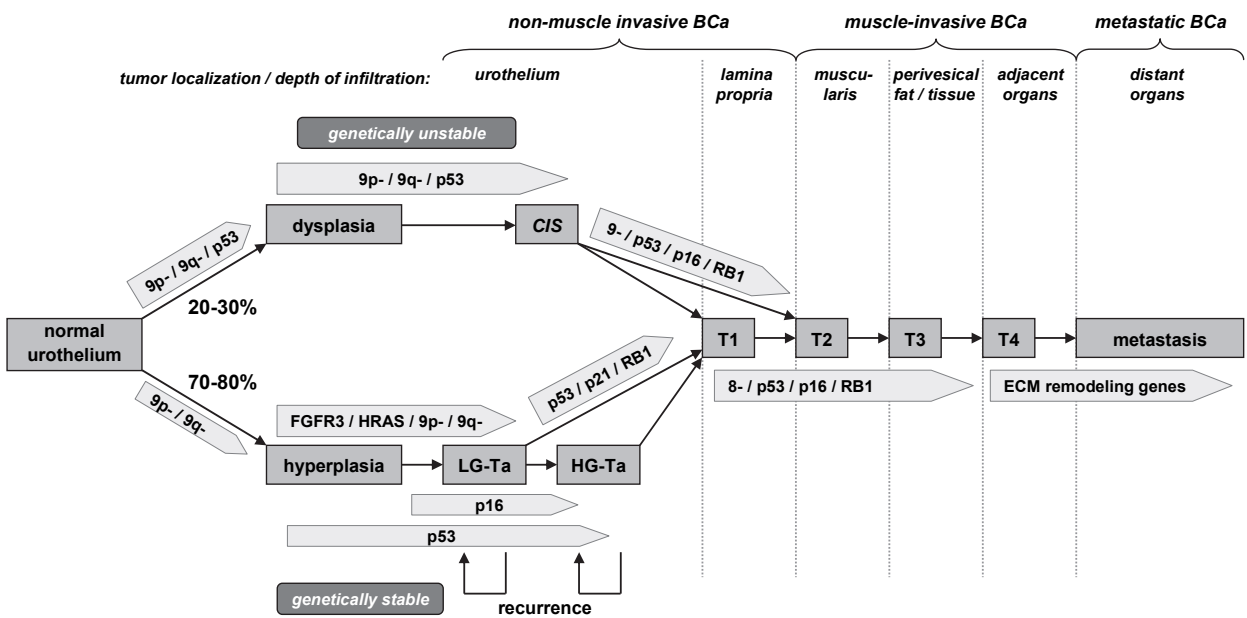 non-muscle invasive BCa
muscle-invasive BCa
metastatic BCa
tumor localization / depth of infiltration:
urothelium
lamina
propria
muscu-
laris
perivesical
fat / tissue
adjacent
organs
distant
organs
genetically unstable
9p- / 9q- / p53
dysplasia
CIS
9p- / 9q- / p53
9- / p53 / p16 / RB1
20-30%
normal
urothelium
T1
T2
T3
T4
metastasis
70-80%
9p- / 9q-
p53 / p21 / RB1
8- / p53 / p16 / RB1
ECM remodeling genes
FGFR3 / HRAS / 9p- / 9q-
hyperplasia
LG-Ta
HG-Ta
p16
p53
genetically stable
recurrence